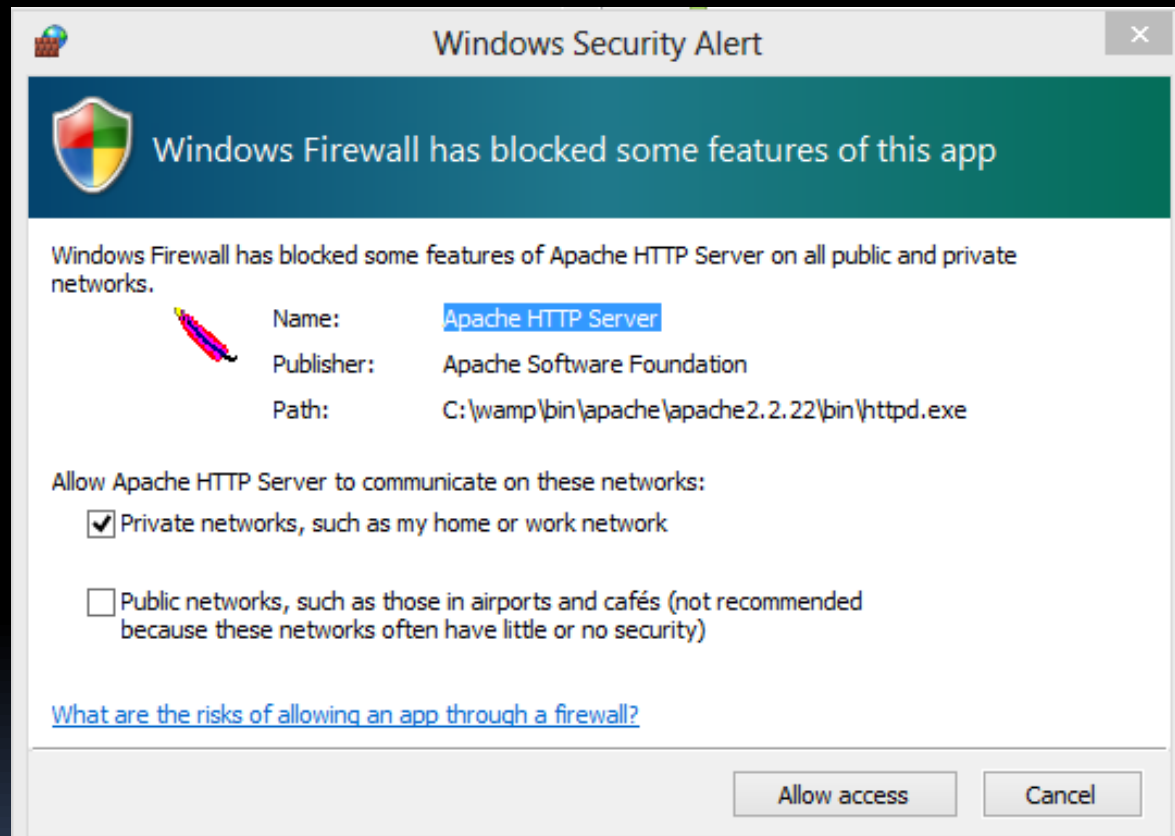 Windows Security Alert
Windows Firewall has blocked some features of this app
Windows Firewall has blocked some features of Apache HTTP Server on all public and private
networks.
Name: Apache HTTP Server
Publisher: Apache Software Foundation
Path: C:\wamp\bin\apache\apache2.2.22\bin\httpd.exe
Allow Apache HTTP Server to communicate on these networks:
Private networks, such as my home or work network
Public networks, such as those in airports and cafés (not recommended
because these networks often have little or no security)
What are the risks of allowing an app through a firewall?
Allow access Cancel